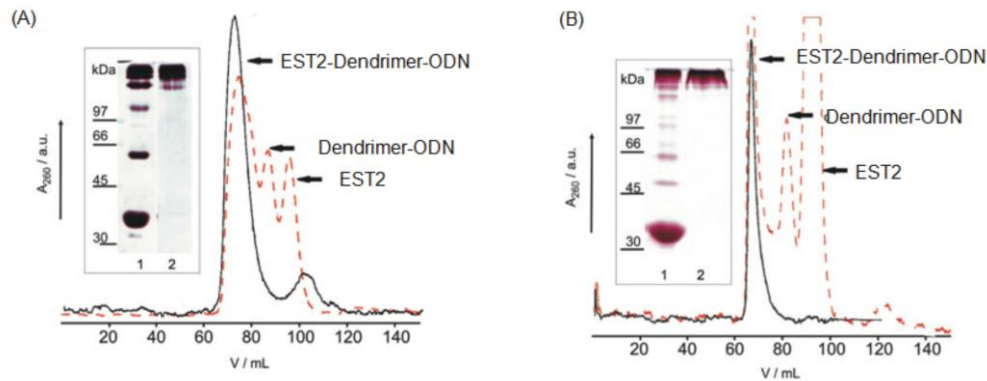 (A)
EST2-Dendrimer-ODN
Dendrimer-ODN
EST2
kDa
97
66
45
30
1 2
A260 / a.u.
20 40 60 80 100 120 140
V / mL
(B)
EST2-Dendrimer-ODN
Dendrimer-ODN
EST2
kDa
97
66
45
30
1 2
A260 / a.u.
20 40 60 80 100 120 140
V / mL